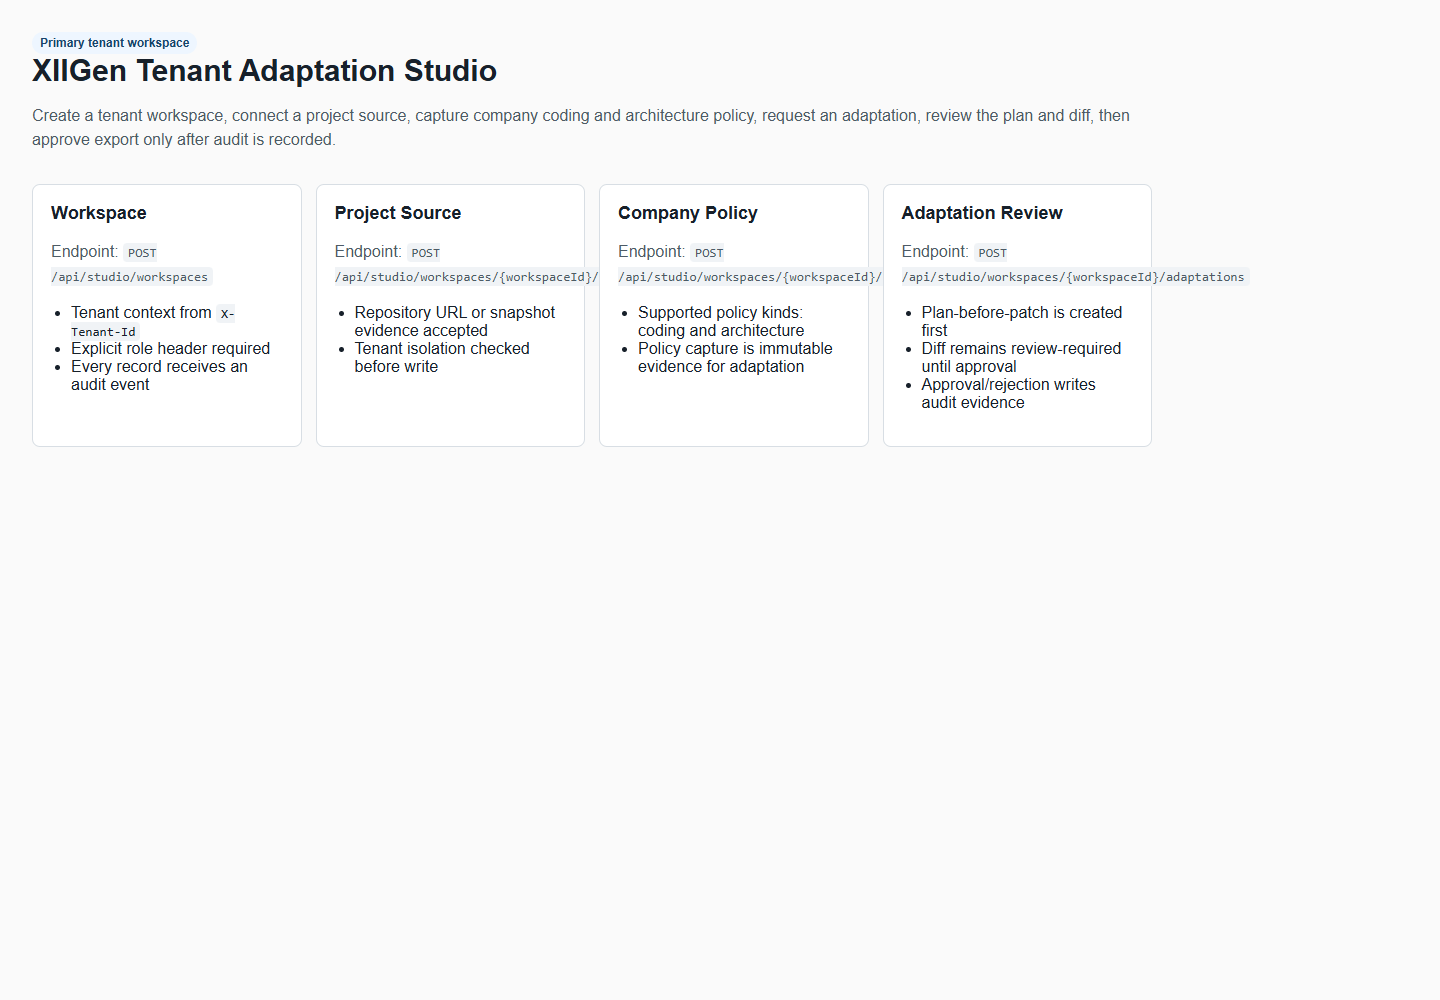 Primary tenant workspace
XIIGen Tenant Adaptation Studio
Create a tenant workspace, connect a project source, capture company coding and architecture policy, request an adaptation, review the plan and diff, then
approve export only after audit is recorded.
Workspace
Endpoint: POST
/api/studio/workspaces
Tenant context from X-
Tenant-Id
Explicit role header required
Every record receives an
audit event
Project Source
Endpoint: POST
/api/studio/workspaces/{workspaceId}/
Repository URL or snapshot
evidence accepted
Tenant isolation checked
before write
Company Policy
Endpoint: POST
/api/studio/workspaces/{workspaceId}/
Supported policy kinds:
coding and architecture
Policy capture is immutable
evidence for adaptation
Adaptation Review
Endpoint: POST
/api/studio/workspaces/{workspaceId}/adaptations
Plan-before-patch is created
first
Diff remains review-required
until approval
Approval/rejection writes
audit evidence